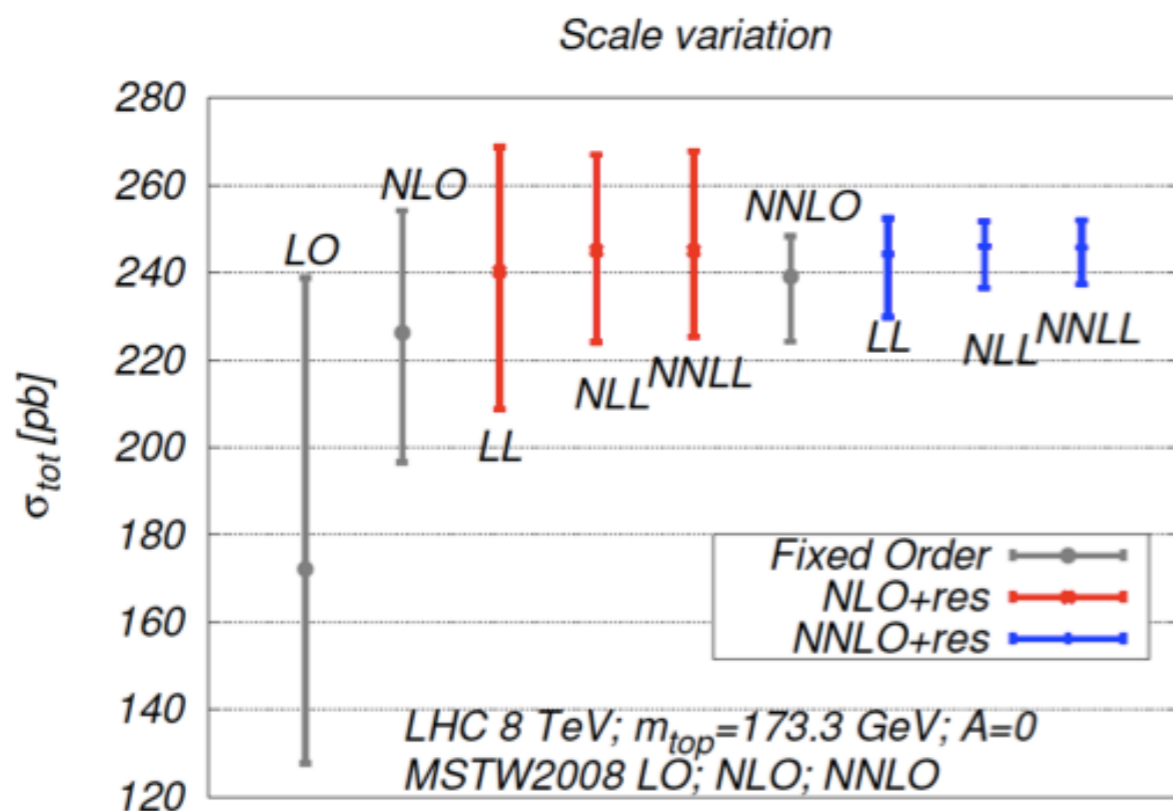 Scale variation
280
260
240
220
200
180
160
140
120
σtot [pb]
LO
NLO
LL
NLL
NNLL
NNLO
LL
NLL
NNLL
Fixed Order
NLO+res
NNLO+res
LHC 8 TeV; mtop=173.3 GeV; A=0
MSTW2008 LO; NLO; NNLO